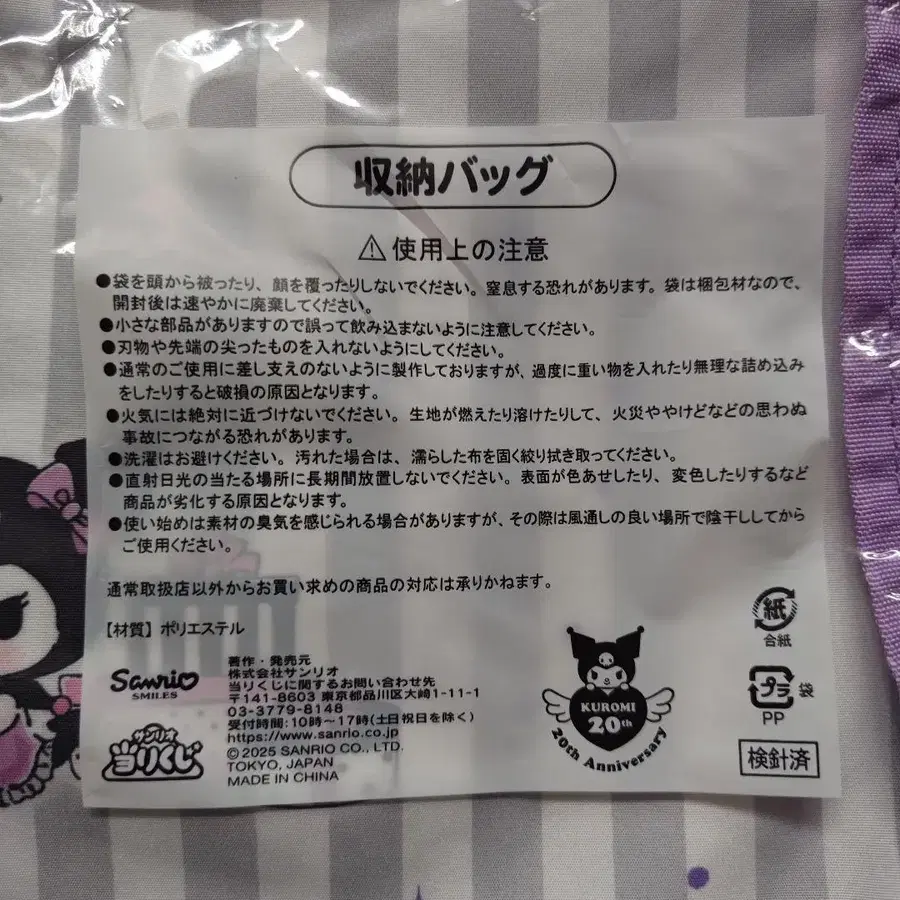 収納バッグ
⚠使用上の注意
●袋を頭から被ったり、顔を覆ったりしないでください。窒息する恐れがあります。袋は梱包材なので、
開封後は速やかに廃棄してください。
●小さな部品がありますので誤って飲み込まないように注意してください。
●刃物や先端の尖ったものを入れないようにしてください。
●通常のご使用に差し支えのないように製作しておりますが、過度に重い物を入れたり無理な詰め込み
をしたりすると破損の原因となります。
●火気には絶対に近づけないでください。生地が燃えたり溶けたりして、火災ややけどなどの思わぬ
事故につながる恐れがあります。
●洗濯はお避けください。汚れた場合は、濡らした布を固く絞り拭き取ってください。
●直射日光の当たる場所に長期間放置しないでください。表面が色あせしたり、変色したりするなど
商品が劣化する原因となります。
●使い始めは素材の臭気を感じられる場合がありますが、その際は風通しの良い場所で陰干ししてから
ご使用ください。
通常取扱店以外からお買い求めの商品の対応は承りかねます。
【材質】ポリエステル
Sanrio
SMILES
サンリオ
当りくじ
著作・発売元
株式会社サンリオ
当りくじに関するお問い合わせ先
〒141-8603 東京都品川区大崎1-11-1
03-3779-8148
受付時間:10時～17時(土日祝日を除く)
https://www.sanrio.co.jp
©2025 SANRIO CO., LTD.
TOKYO, JAPAN
MADE IN CHINA
KUROMI
20th
20th Anniversary
紙
合紙
プラ 袋
PP
検針済